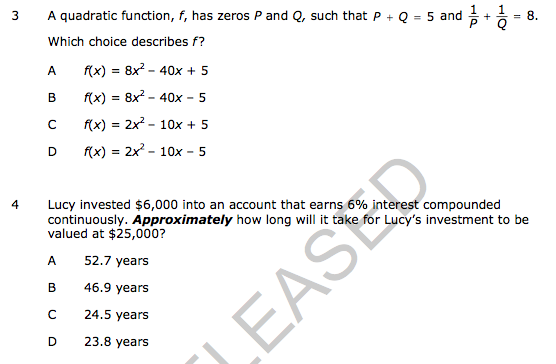 3 A quadratic function, f, has zeros P and Q, such that P + Q = 5 and 1/P + 1/Q = 8.
Which choice describes f?
A f(x) = 8x² – 40x + 5
B f(x) = 8x² – 40x – 5
C f(x) = 2x² – 10x + 5
D f(x) = 2x² – 10x – 5
4 Lucy invested $6,000 into an account that earns 6% interest compounded
continuously. Approximately how long will it take for Lucy's investment to be
valued at $25,000?
A 52.7 years
B 46.9 years
C 24.5 years
D 23.8 years
LEASED